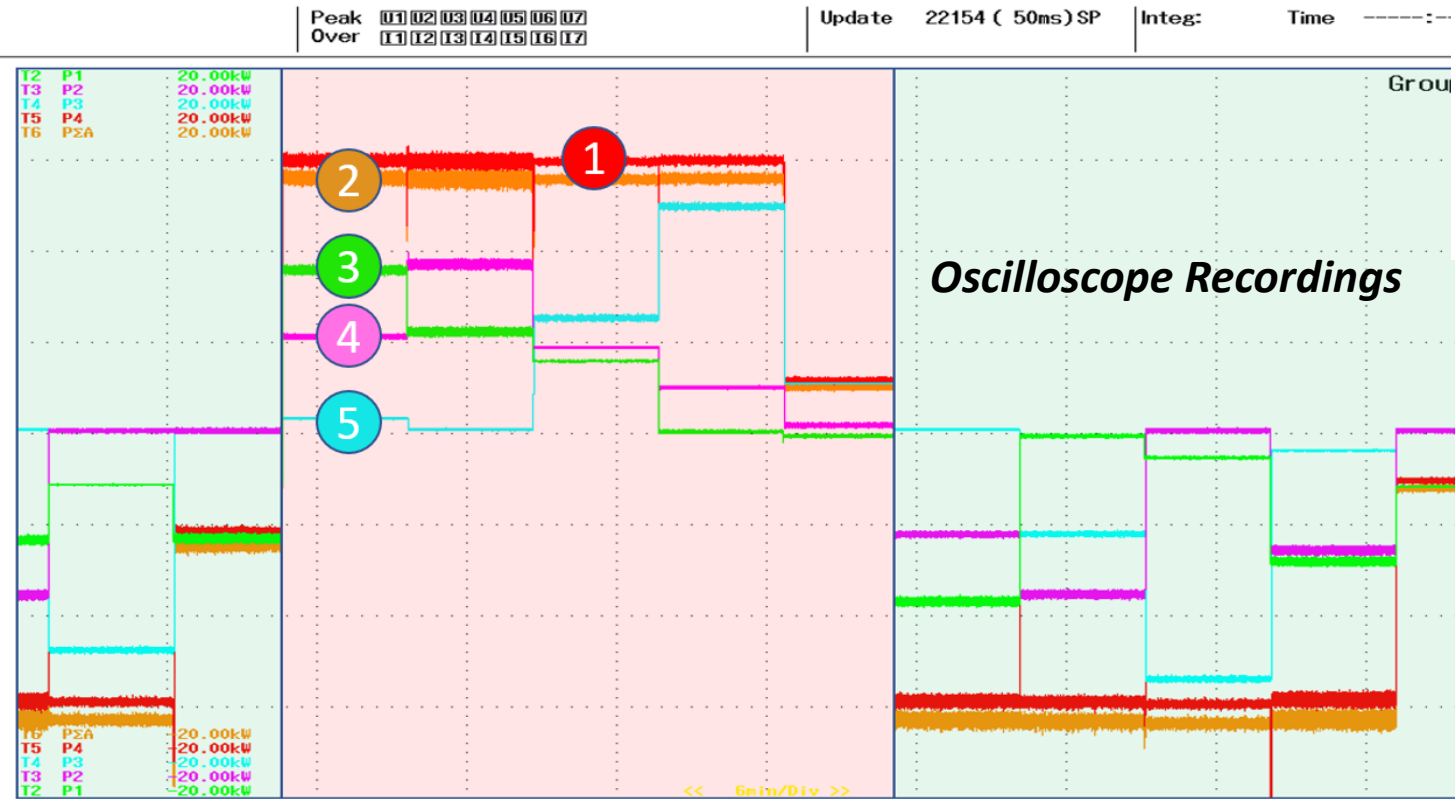 Peak U1 U2 U3 U4 U5 U6 U7 Update 22154 ( 50ms)SP Integ: Time -----:-
Over I1 I2 I3 I4 I5 I6 I7
T2 P1 20.00kW
T3 P2 20.00kW
T4 P3 20.00kW
T5 P4 20.00kW
T6 PΣA 20.00kW
Grou
1
2
3
4
5
Oscilloscope Recordings
T6 PΣA -20.00kW
T5 P4 -20.00kW
T4 P3 -20.00kW
T3 P2 -20.00kW
T2 P1 -20.00kW
<< 6min/Div >>